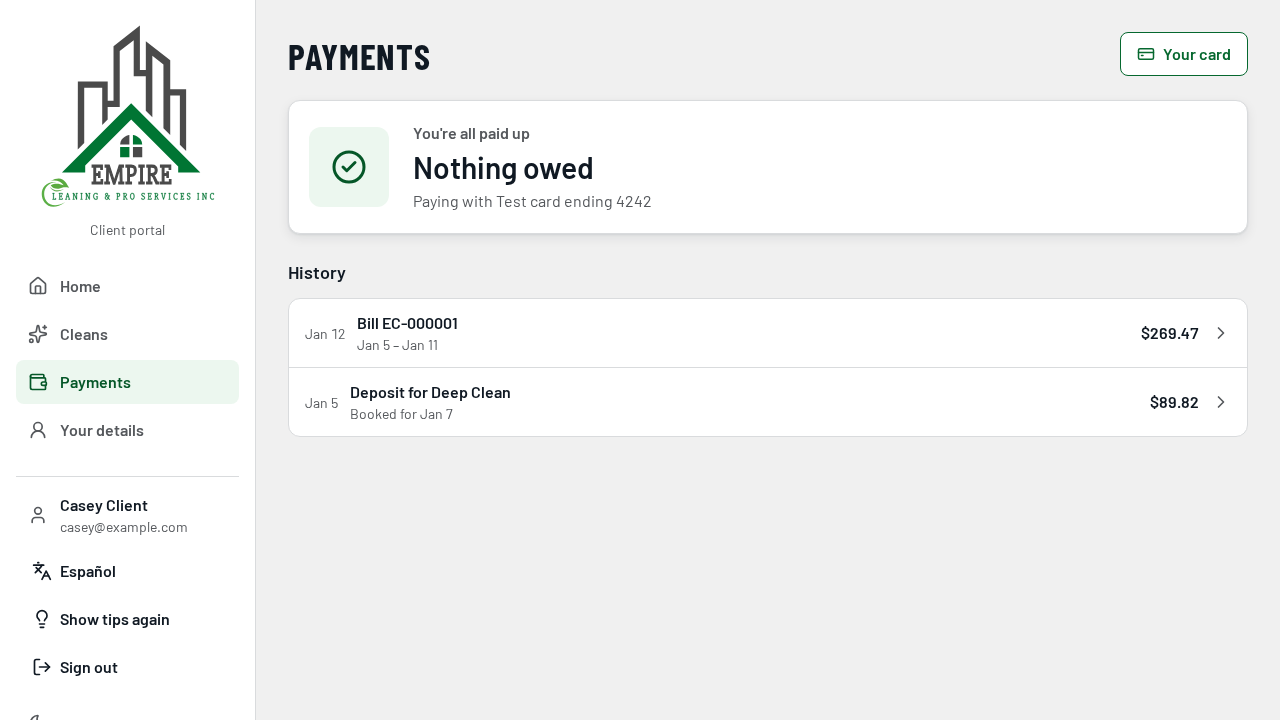 EMPIRE
LEANING & PRO SERVICES INC
Client portal
Home
Cleans
Payments
Your details
Casey Client
casey@example.com
Español
Show tips again
Sign out
PAYMENTS
Your card
You're all paid up
Nothing owed
Paying with Test card ending 4242
History
Jan 12
Bill EC-000001
Jan 5 – Jan 11
$269.47
Jan 5
Deposit for Deep Clean
Booked for Jan 7
$89.82